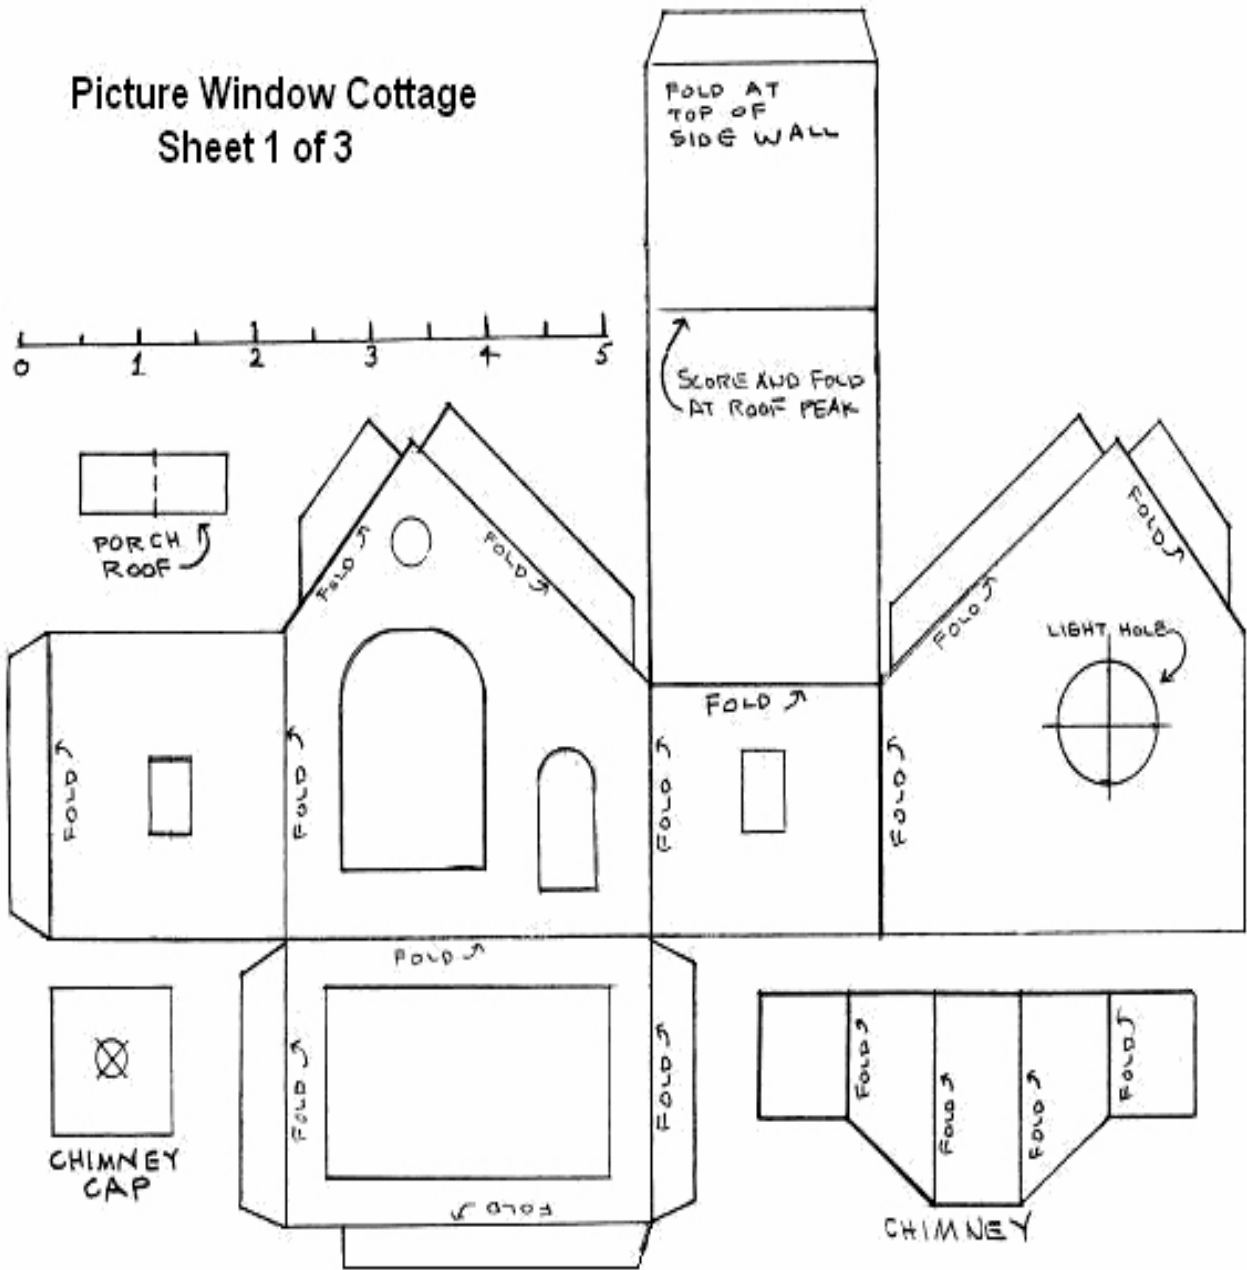 Picture Window Cottage
Sheet 1 of 3
FOLD AT
TOP OF
SIDE WALL
0 1 2 3 4 5
SCORE AND FOLD
AT ROOF PEAK
PORCH
ROOF
FOLD
FOLD
FOLD
FOLD
LIGHT HOLE
FOLD
FOLD
FOLD
FOLD
FOLD
FOLD
FOLD
FOLD
FOLD
FOLD
CHIMNEY
CAP
FOLD
FOLD
FOLD
FOLD
CHIMNEY